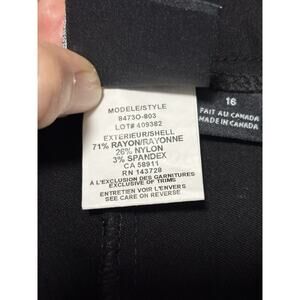 MODELE/STYLE
84730-803
LOT# 409382
EXTERIEUR/SHELL
71% RAYON/RAYONNE
26% NYLON
3% SPANDEX
CA 58911
RN 143728
A L'EXCLUSION DES GARNITURES
EXCLUSIVE OF TRIMS
ENTRETIEN VOIR L'ENVERS
SEE CARE ON REVERSE
16
FAIT AU CANADA
MADE IN CANADA